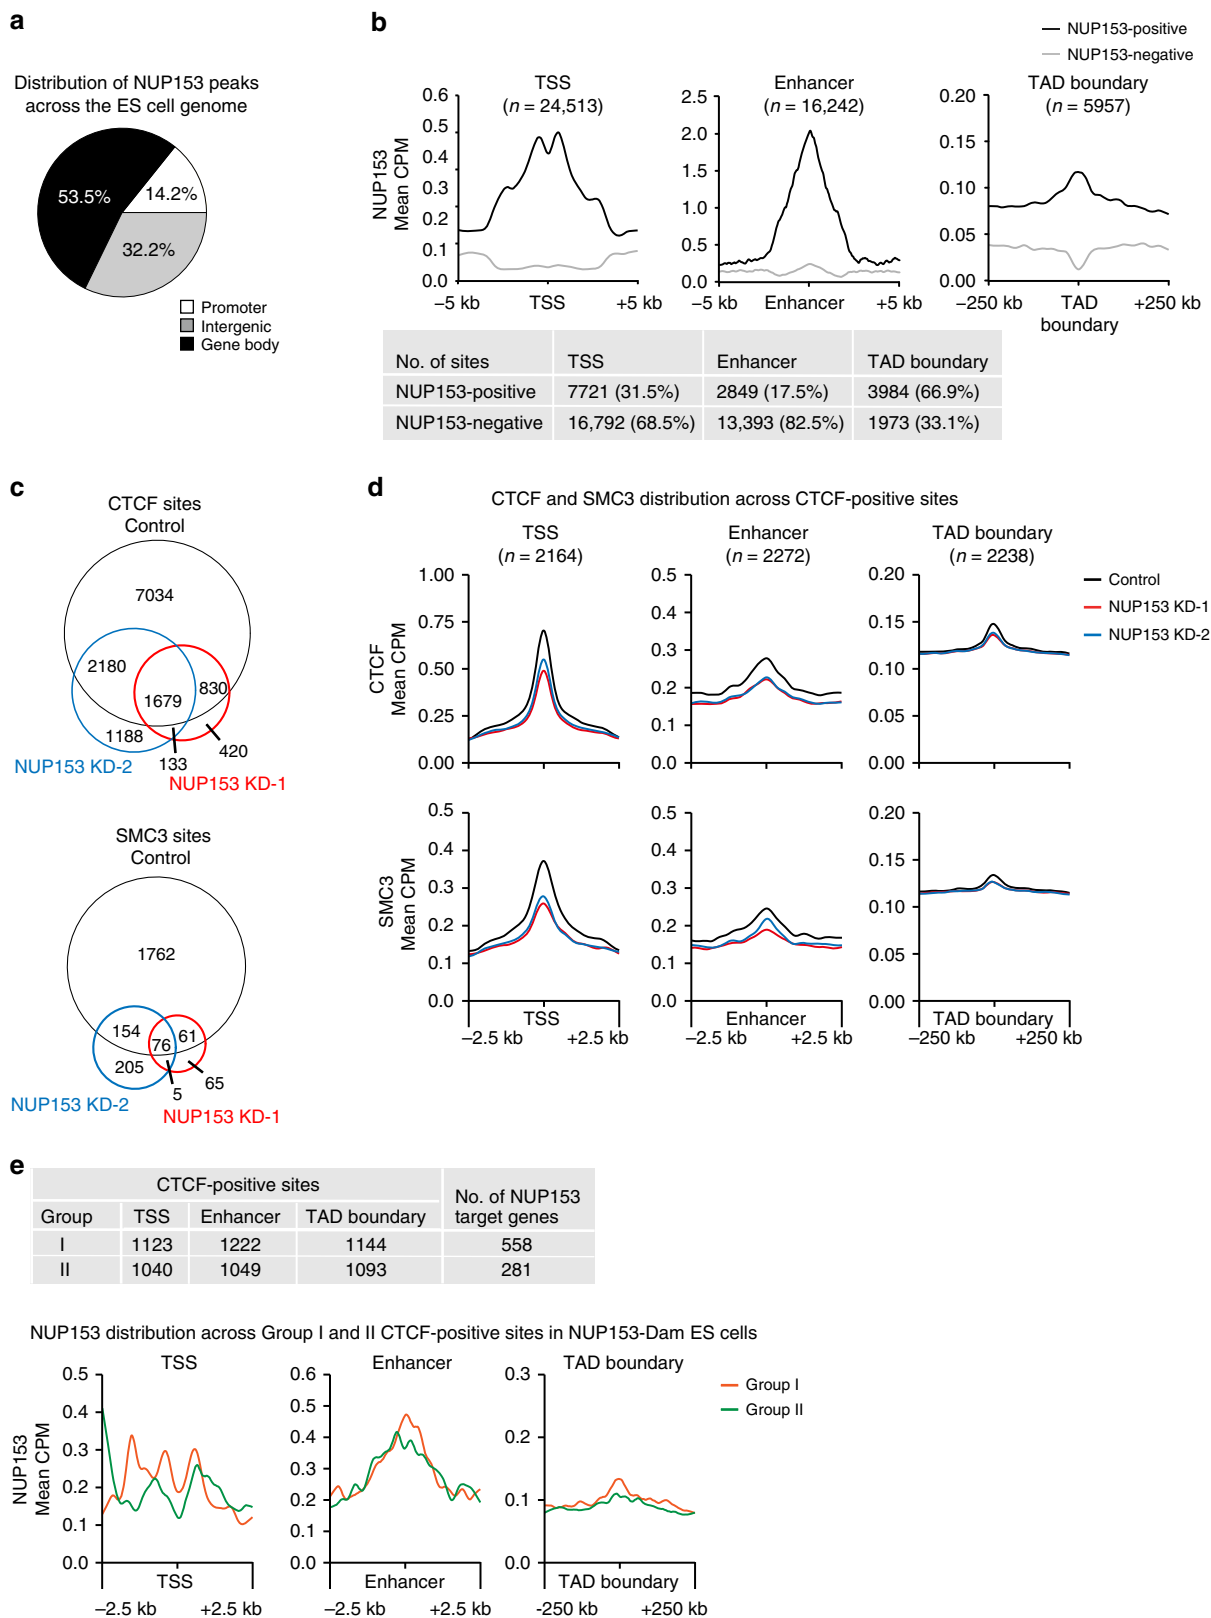 a
Distribution of NUP153 peaks
across the ES cell genome
53.5%
14.2%
32.2%
Promoter
Intergenic
Gene body
b
NUP153-positive
NUP153-negative
TSS
(n = 24,513)
NUP153
Mean CPM
0.6
0.5
0.4
0.3
0.2
0.1
0.0
−5 kb
TSS
+5 kb
Enhancer
(n = 16,242)
2.5
2.0
1.5
1.0
0.5
0.0
−5 kb
Enhancer
+5 kb
TAD boundary
(n = 5957)
0.20
0.15
0.10
0.05
0.00
−250 kb
TAD
boundary
+250 kb
No. of sites TSS Enhancer TAD boundary
NUP153-positive 7721 (31.5%) 2849 (17.5%) 3984 (66.9%)
NUP153-negative 16,792 (68.5%) 13,393 (82.5%) 1973 (33.1%)
c
CTCF sites
Control
7034
2180
830
1679
1188
133
420
NUP153 KD-2
NUP153 KD-1
SMC3 sites
Control
1762
154
61
76
205
65
5
NUP153 KD-2
NUP153 KD-1
d
CTCF and SMC3 distribution across CTCF-positive sites
TSS
(n = 2164)
Enhancer
(n = 2272)
TAD boundary
(n = 2238)
Control
NUP153 KD-1
NUP153 KD-2
CTCF
Mean CPM
1.00
0.75
0.50
0.25
0.00
0.5
0.4
0.3
0.2
0.1
0.0
0.20
0.15
0.10
0.05
0.00
SMC3
Mean CPM
0.5
0.4
0.3
0.2
0.1
0.0
TSS
−2.5 kb
+2.5 kb
0.5
0.4
0.3
0.2
0.1
0.0
Enhancer
−2.5 kb
+2.5 kb
0.20
0.15
0.10
0.05
0.00
TAD boundary
−250 kb
+250 kb
e
CTCF-positive sites
No. of NUP153
target genes
Group TSS Enhancer TAD boundary
I 1123 1222 1144 558
II 1040 1049 1093 281
NUP153 distribution across Group I and II CTCF-positive sites in NUP153-Dam ES cells
TSS
NUP153
Mean CPM
0.5
0.4
0.3
0.2
0.1
0.0
TSS
−2.5 kb
+2.5 kb
Enhancer
0.6
0.5
0.4
0.3
0.2
0.1
0.0
Enhancer
−2.5 kb
+2.5 kb
TAD boundary
0.3
0.2
0.1
0.0
TAD boundary
-250 kb
+250 kb
Group I
Group II